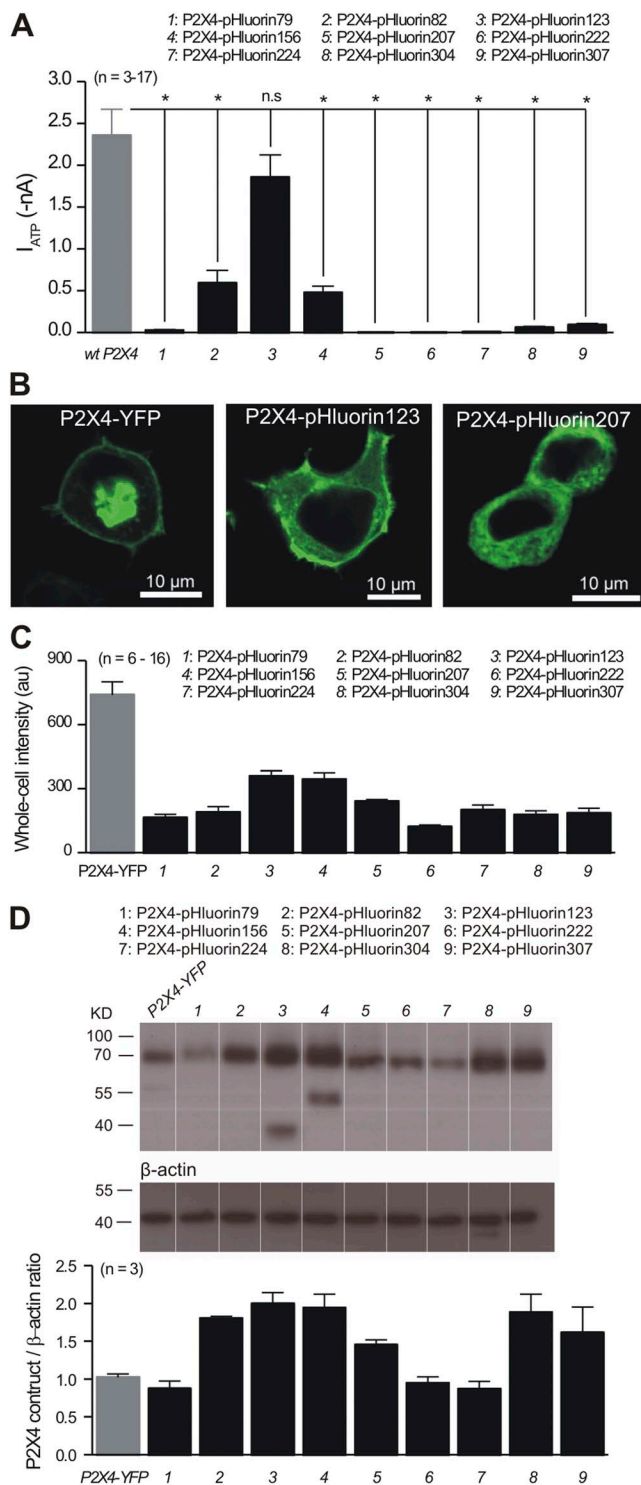 A
1: P2X4-pHluorin79 2: P2X4-pHluorin82 3: P2X4-pHluorin123
4: P2X4-pHluorin156 5: P2X4-pHluorin207 6: P2X4-pHluorin222
7: P2X4-pHluorin224 8: P2X4-pHluorin304 9: P2X4-pHluorin307
(n = 3-17)
* * n.s * * * * * *
I_ATP (-nA)
3.0
2.5
2.0
1.5
1.0
0.5
0.0
wt P2X4 1 2 3 4 5 6 7 8 9
B
P2X4-YFP P2X4-pHluorin123 P2X4-pHluorin207
10 µm 10 µm 10 µm
C
(n = 6 - 16)
1: P2X4-pHluorin79 2: P2X4-pHluorin82 3: P2X4-pHluorin123
4: P2X4-pHluorin156 5: P2X4-pHluorin207 6: P2X4-pHluorin222
7: P2X4-pHluorin224 8: P2X4-pHluorin304 9: P2X4-pHluorin307
Whole-cell intensity (au)
900
600
300
0
P2X4-YFP 1 2 3 4 5 6 7 8 9
D
1: P2X4-pHluorin79 2: P2X4-pHluorin82 3: P2X4-pHluorin123
4: P2X4-pHluorin156 5: P2X4-pHluorin207 6: P2X4-pHluorin222
7: P2X4-pHluorin224 8: P2X4-pHluorin304 9: P2X4-pHluorin307
KD P2X4-YFP 1 2 3 4 5 6 7 8 9
100
70
55
40
β-actin
55
40
(n = 3)
P2X4 contruct / β-actin ratio
2.5
2.0
1.5
1.0
0.5
0.0
P2X4-YFP 1 2 3 4 5 6 7 8 9